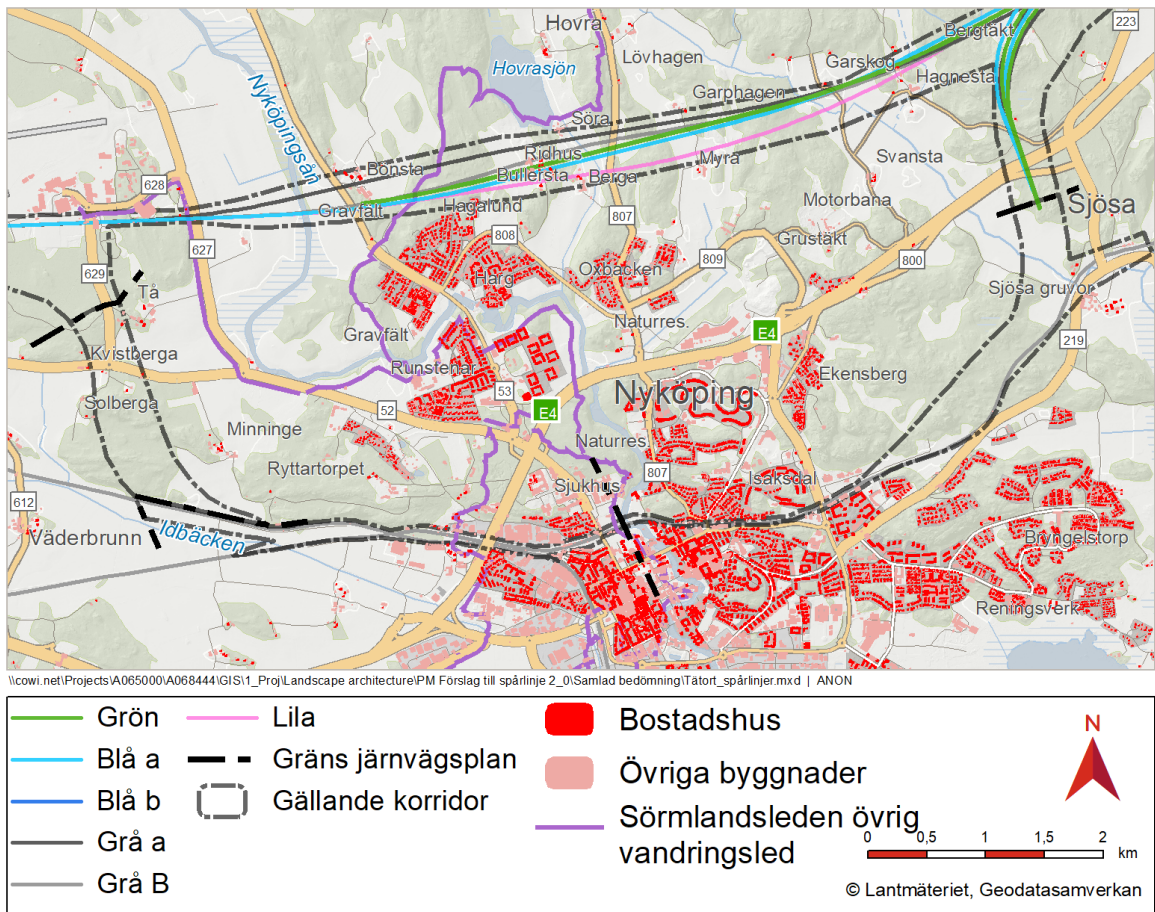 Hovra
223
Bergtäkt
Lövhagen
Hovrasjön
Garskog
Hagnesta
Garphagen
Nyköpingsån
Söra
Ridhus
Bönsta
Bullersta
Berga
Myra
Svansta
628
Motorbana
Sjösa
Gravfält
Hagalund
807
627
808
Grustäkt
629
Harg
Oxbacken
809
800
Tå
Sjösa gruvor
Naturres.
Gravfält
E4
219
Kvistberga
Runstenar
Ekensberg
Solberga
53
Nyköping
52
E4
Minninge
Naturres.
Ryttartorpet
807
Isaksdal
Sjukhus
612
Väderbrunn
Idbäcken
Bryngelstorp
Reningsverk
\\cowi.net\Projects\A065000\A068444\GIS\1_Proj\Landscape architecture\PM Förslag till spårlinje 2_0\Samlad bedömning\Tätort_spårlinjer.mxd | ANON
Grön
Blå a
Blå b
Grå a
Grå B
Lila
Gräns järnvägsplan
Gällande korridor
Bostadshus
Övriga byggnader
Sörmlandsleden övrig
vandringsled
N
0 0,5 1 1,5 2
km
© Lantmäteriet, Geodatasamverkan